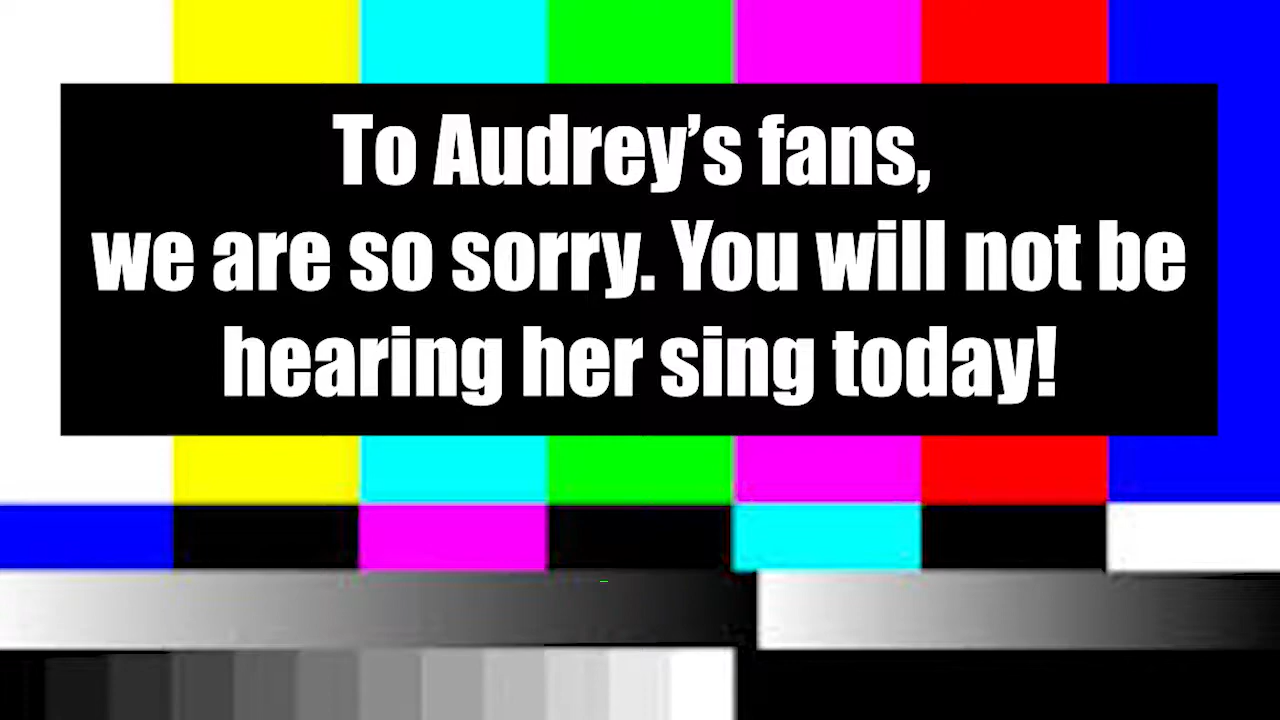 To Audrey’s fans,
we are so sorry. You will not be
hearing her sing today!